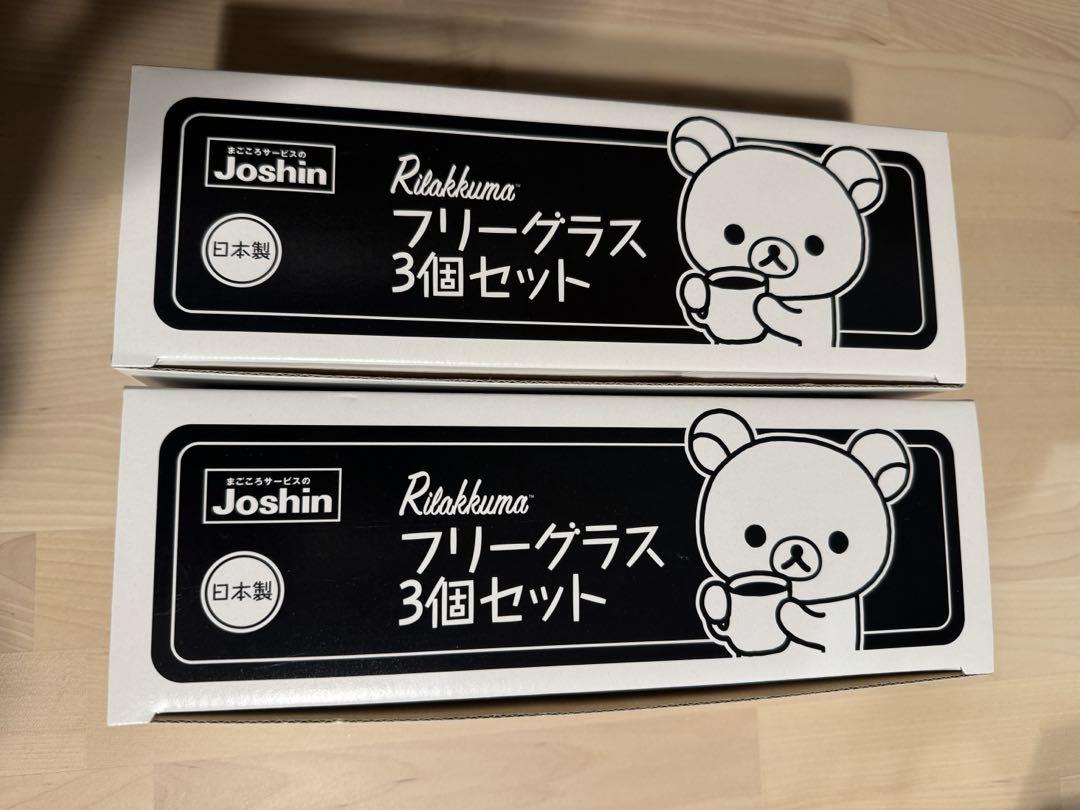 まごころサービスの
Joshin
日本製
Rilakkuma™
フリーグラス
3個セット
まごころサービスの
Joshin
日本製
Rilakkuma™
フリーグラス
3個セット